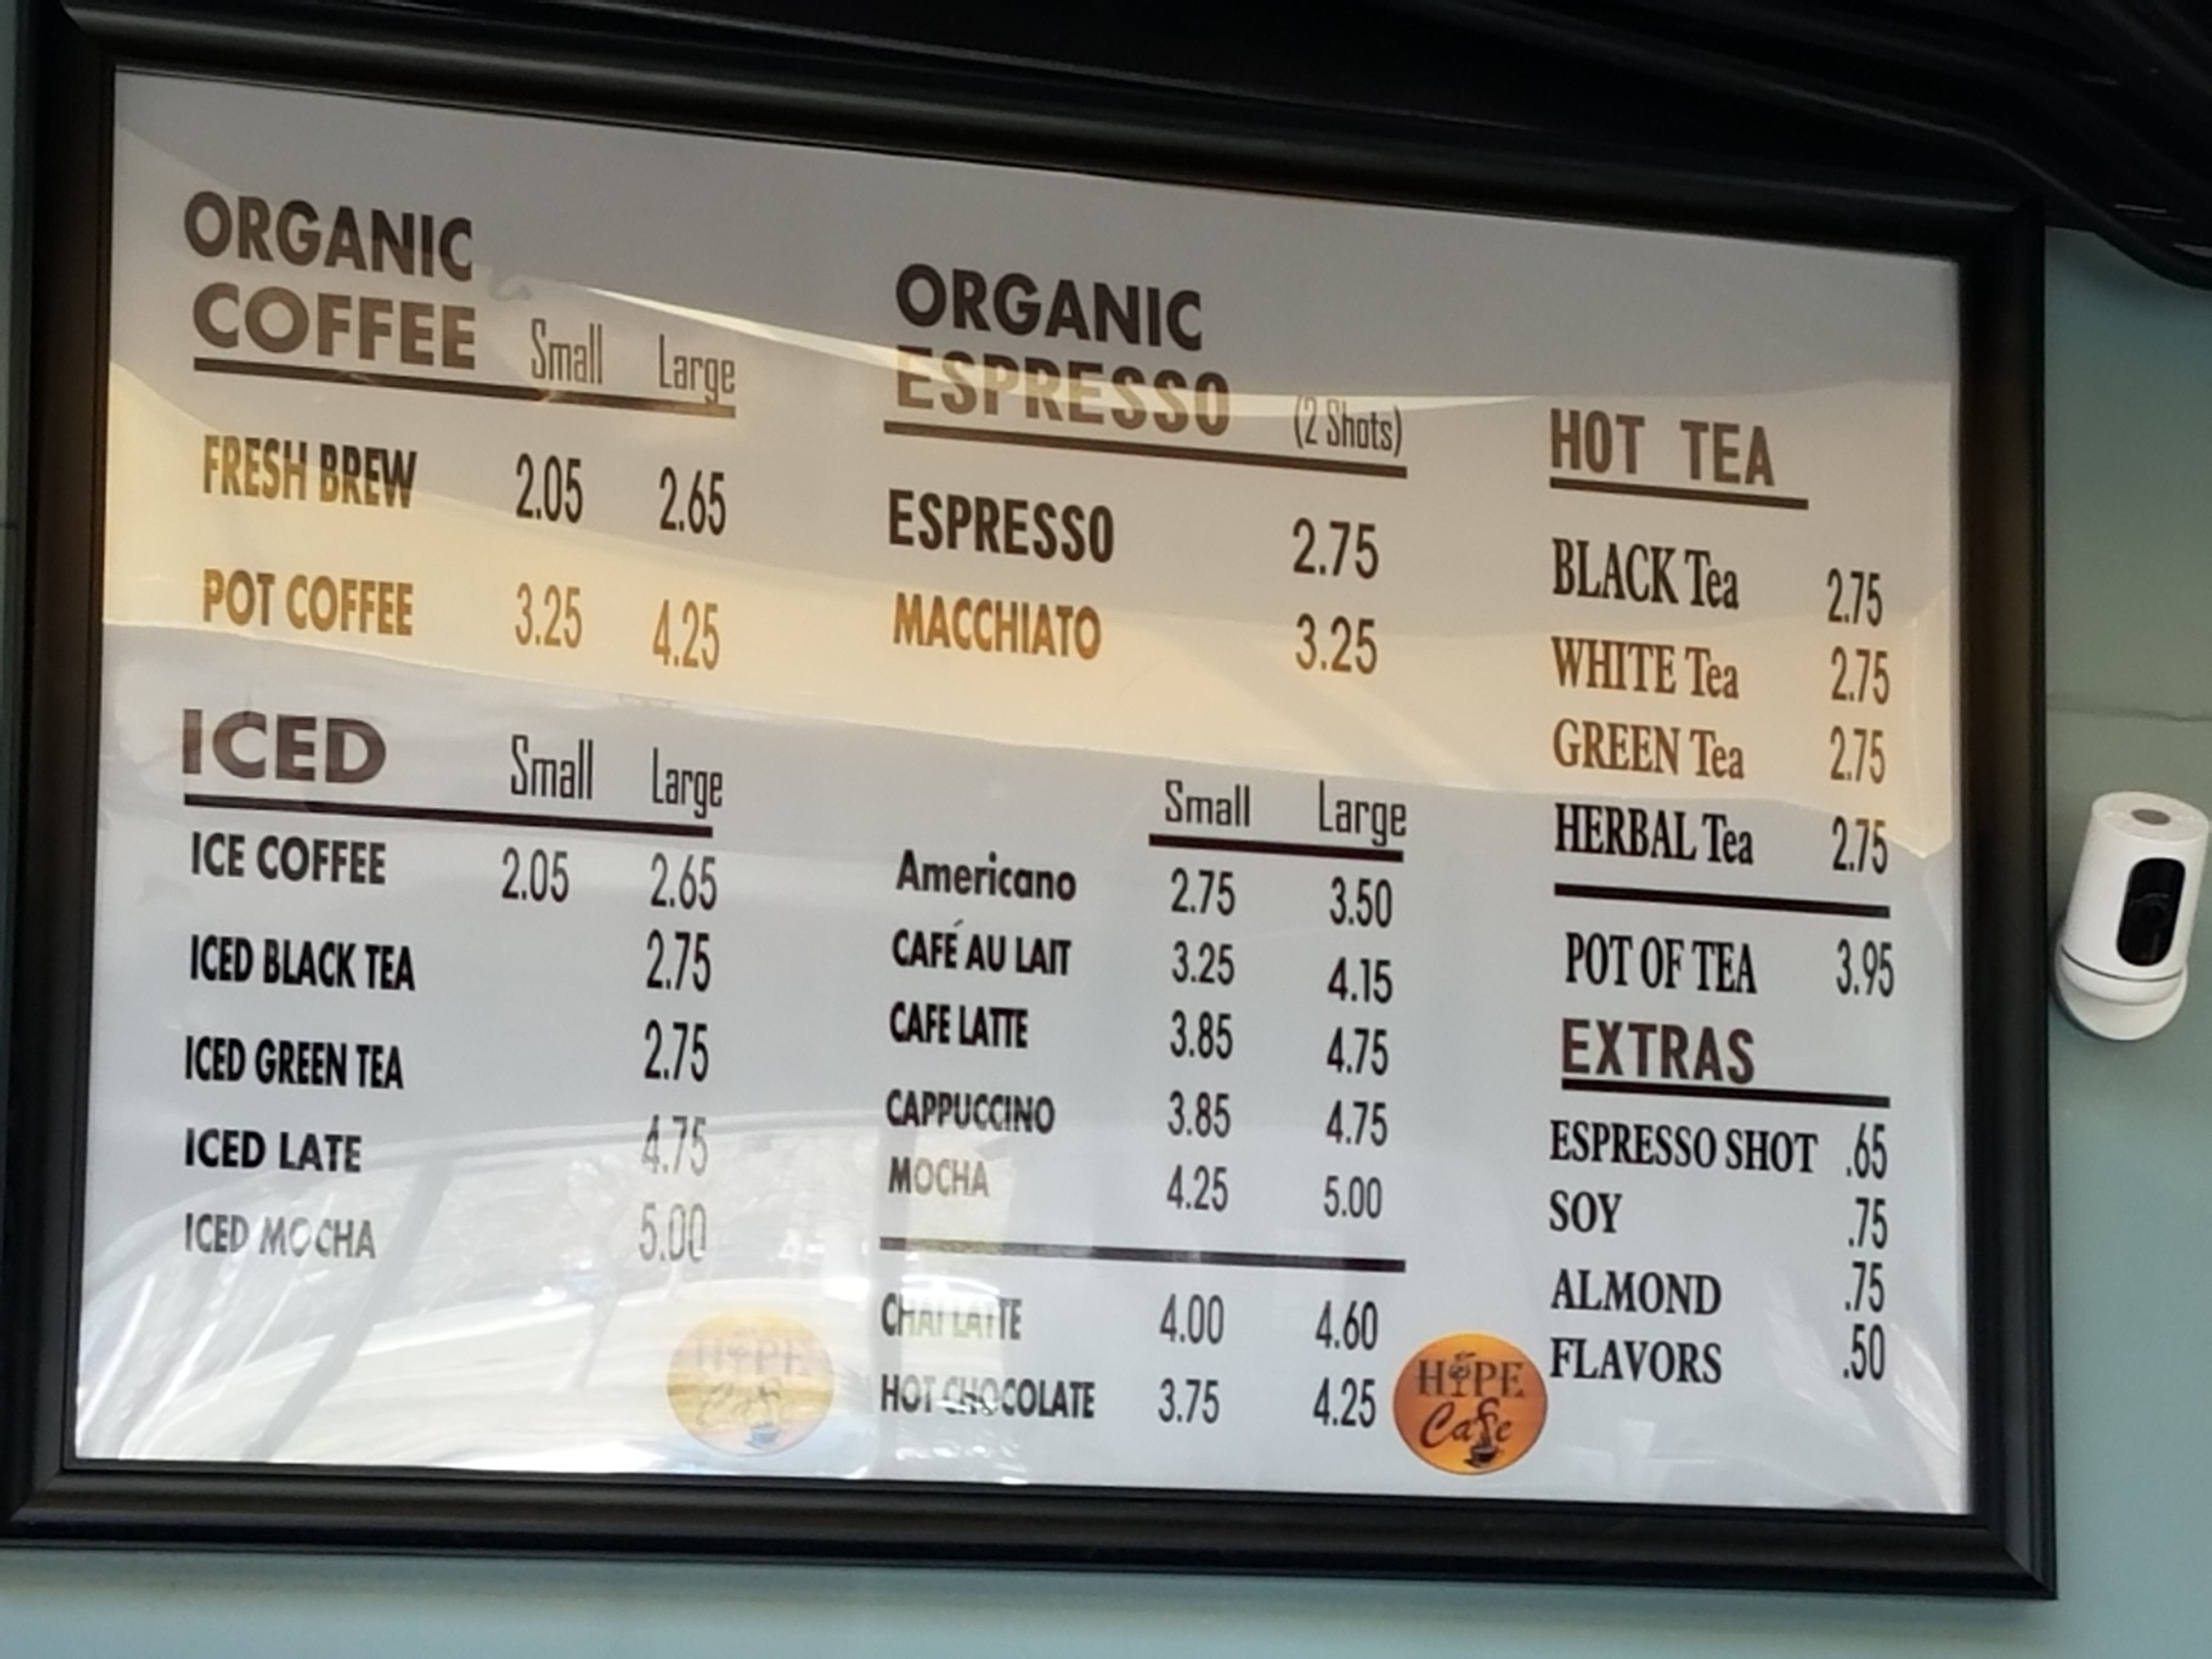 ORGANIC
COFFEE Small Large
FRESH BREW 2.05 2.65
POT COFFEE 3.25 4.25
ICED Small Large
ICE COFFEE 2.05 2.65
ICED BLACK TEA 2.75
ICED GREEN TEA 2.75
ICED LATE 4.75
ICED MOCHA 5.00
HOPE
Cafe
ORGANIC
ESPRESSO (2 Shots)
ESPRESSO 2.75
MACCHIATO 3.25
Small Large
Americano 2.75 3.50
CAFÉ AU LAIT 3.25 4.15
CAFE LATTE 3.85 4.75
CAPPUCCINO 3.85 4.75
MOCHA 4.25 5.00
CHAI LATTE 4.00 4.60
HOT CHOCOLATE 3.75 4.25
HOPE
Cafe
HOT TEA
BLACK Tea 2.75
WHITE Tea 2.75
GREEN Tea 2.75
HERBAL Tea 2.75
POT OF TEA 3.95
EXTRAS
ESPRESSO SHOT .65
SOY .75
ALMOND .75
FLAVORS .50